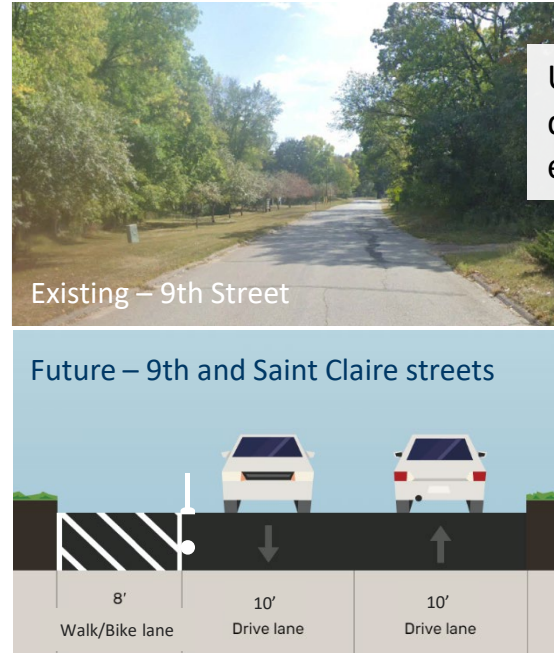 Existing – 9th Street
Future – 9th and Saint Claire streets
8'
10'
10'
Walk/Bike lane
Drive lane
Drive lane